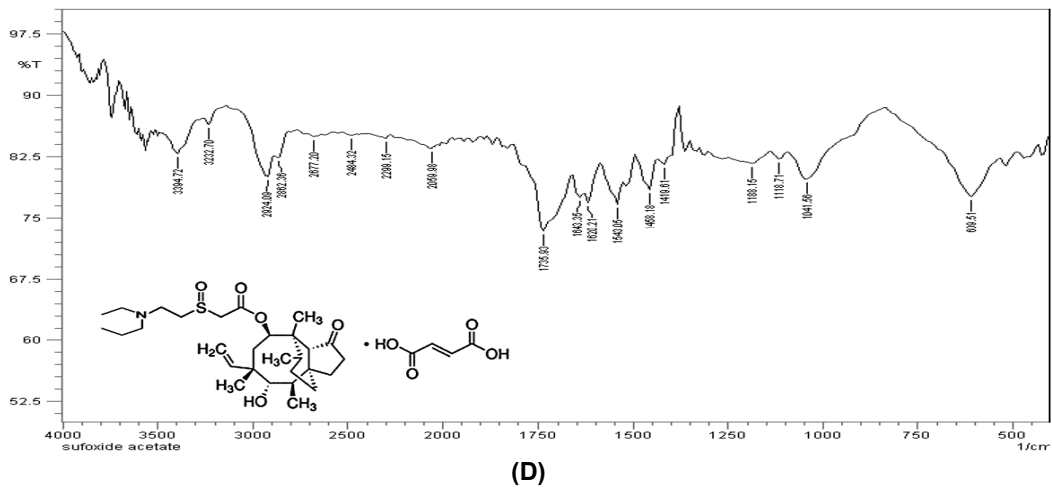 97.5
%T
90
82.5
75
67.5
60
52.5
3394.72
3232.70
2924.09
2862.36
2677.20
2484.32
2299.15
2059.98
1735.93
1643.35
1620.21
1543.05
1458.18
1419.61
1188.15
1118.71
1041.56
609.51
O
S
N
O
O
CH3
O
H2C
H3C
H3C
HO
CH3
• HO
O
O
OH
4000 3500 3000 2500 2000 1750 1500 1250 1000 750 500
sufoxide acetate 1/cm
(D)